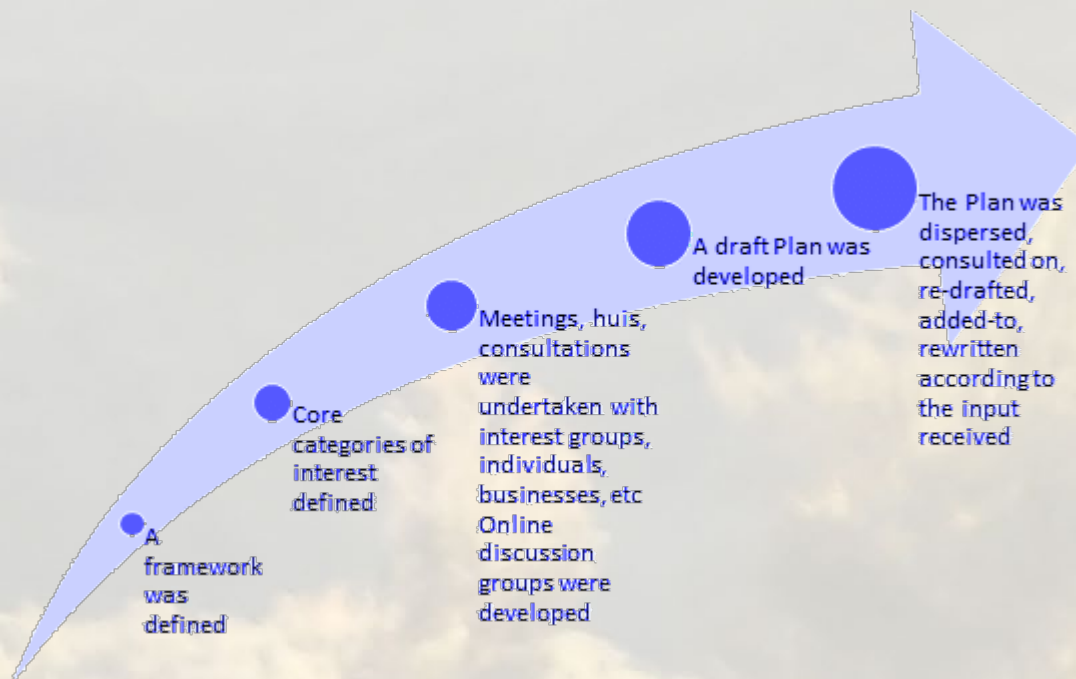 A
framework
was
defined
Core
categories of
interest
defined
Meetings, huis,
consultations
were
undertaken with
interest groups,
individuals,
businesses, etc
Online
discussion
groups were
developed
A draft Plan was
developed
The Plan was
dispersed,
consulted on,
re-drafted,
added-to,
rewritten
according to
the input
received